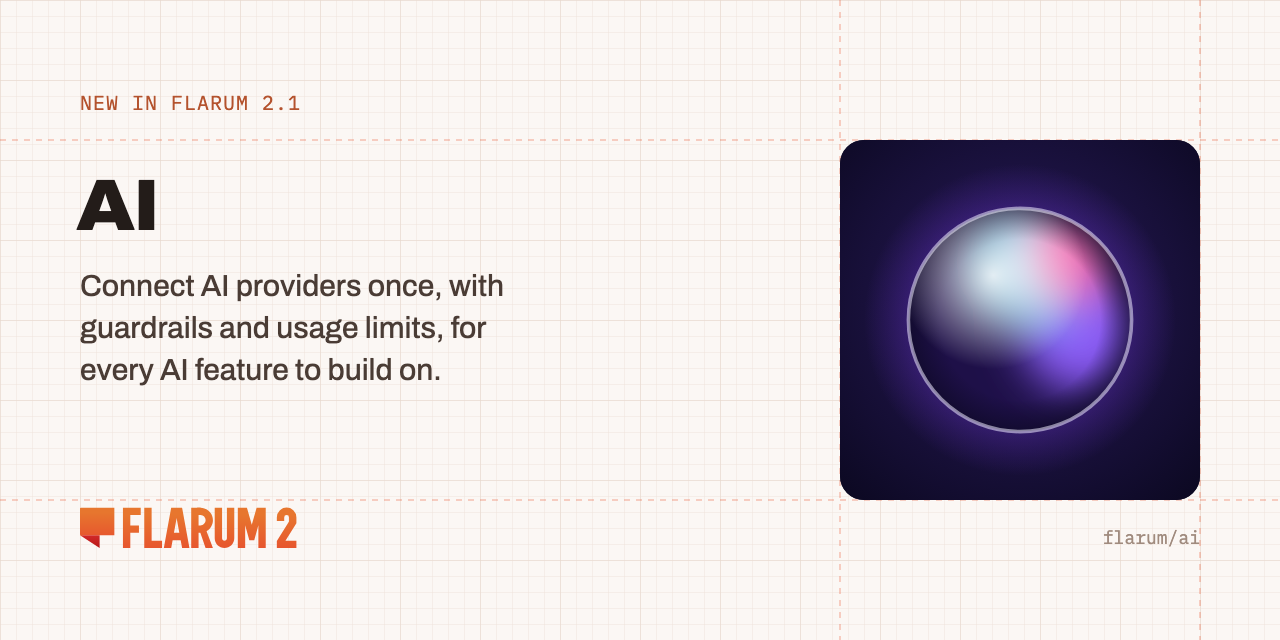 NEW IN FLARUM 2.1
AI
Connect AI providers once, with
guardrails and usage limits, for
every AI feature to build on.
FLARUM 2
flarum/ai